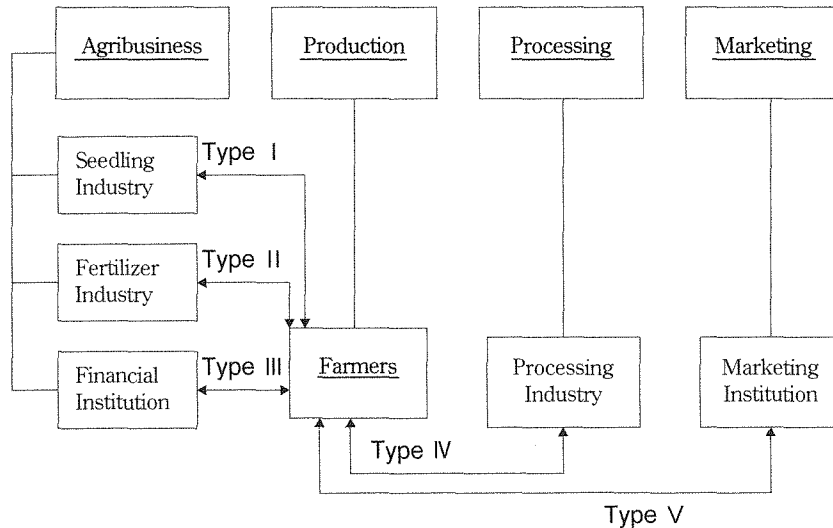 Agribusiness
Production
Processing
Marketing
Seedling
Industry
Type I
Fertilizer
Industry
Type II
Financial
Institution
Type III
Farmers
Processing
Industry
Marketing
Institution
Type IV
Type V